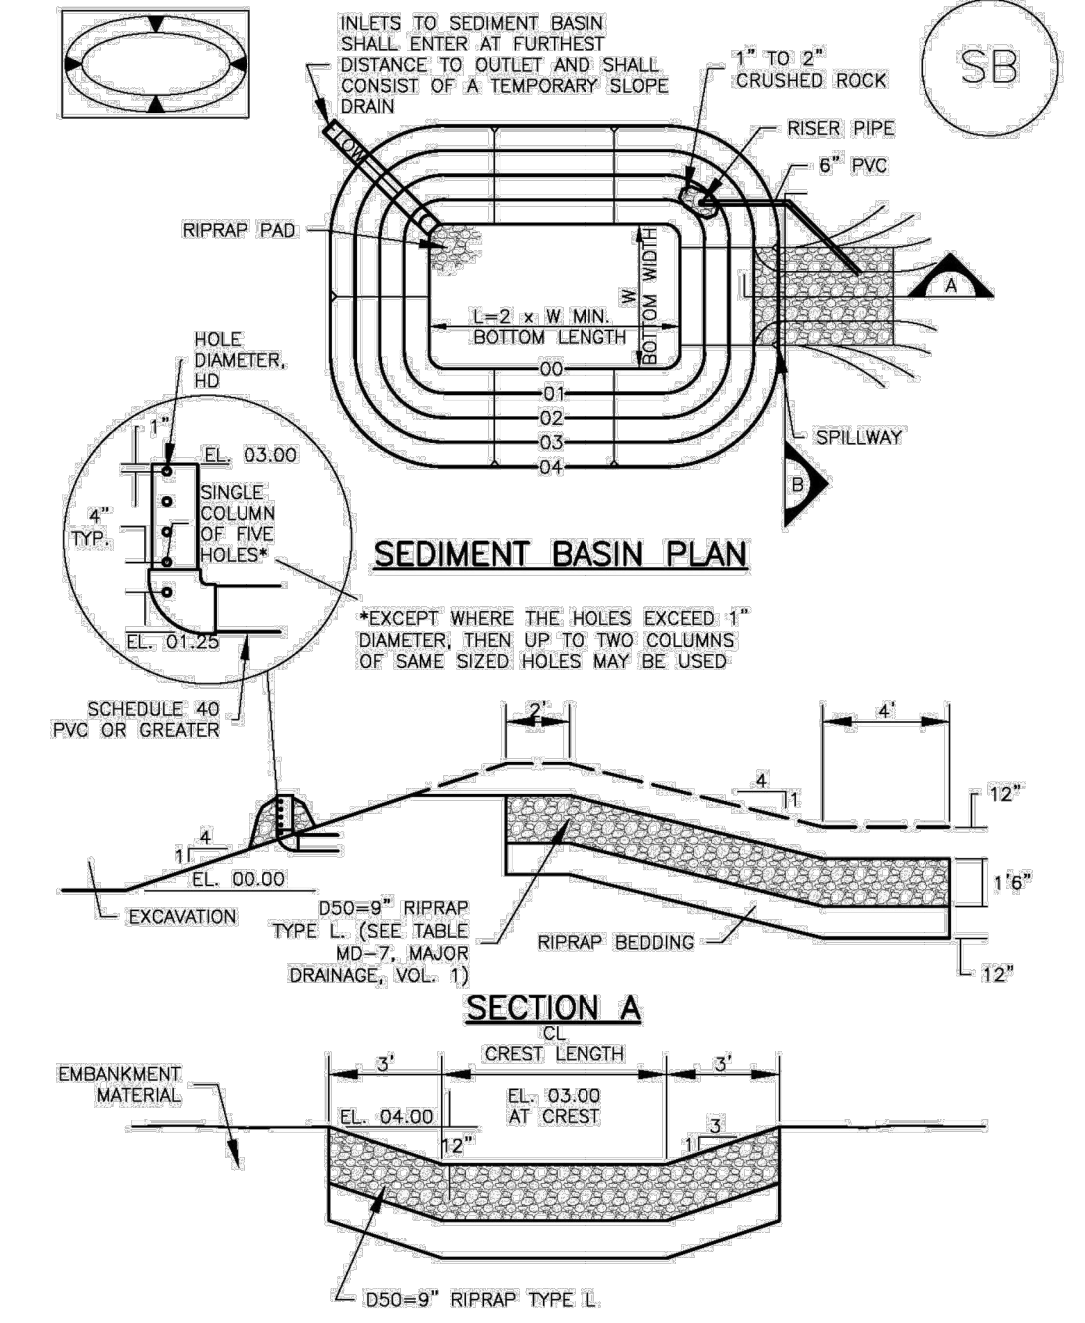 INLETS TO SEDIMENT BASIN
SHALL ENTER AT FURTHEST
DISTANCE TO OUTLET AND SHALL
CONSIST OF A TEMPORARY SLOPE
DRAIN
1" TO 2"
CRUSHED ROCK
SB
RISER PIPE
6" PVC
FLOW
RIPRAP PAD
A
W
BOTTOM WIDTH
L=2 x W MIN.
BOTTOM LENGTH
00
01
02
03
04
SPILLWAY
B
HOLE
DIAMETER,
HD
1"
EL. 03.00
4"
TYP.
SINGLE
COLUMN
OF FIVE
HOLES*
EL. 01.25
SEDIMENT BASIN PLAN
*EXCEPT WHERE THE HOLES EXCEED 1"
DIAMETER, THEN UP TO TWO COLUMNS
OF SAME SIZED HOLES MAY BE USED
SCHEDULE 40
PVC OR GREATER
2'
4'
4
1
12"
4
1
EL. 00.00
1'6"
EXCAVATION
D50=9" RIPRAP
TYPE L. (SEE TABLE
MD-7, MAJOR
DRAINAGE, VOL. 1)
RIPRAP BEDDING
12"
SECTION A
CL
CREST LENGTH
3'
3'
EMBANKMENT
MATERIAL
EL. 04.00
EL. 03.00
AT CREST
12"
3
1
D50=9" RIPRAP TYPE L